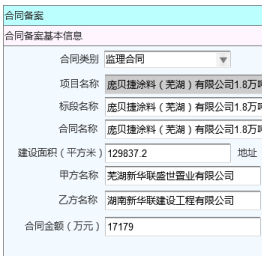 合同备案
合同备案基本信息
合同类别 监理合同
项目名称 庞贝捷涂料（芜湖）有限公司1.8万
标段名称 庞贝捷涂料（芜湖）有限公司1.8万
合同名称 庞贝捷涂料（芜湖）有限公司1.8万
建设面积（平方米） 129837.2 地址
甲方名称 芜湖新华联盛世置业有限公司
乙方名称 湖南新华联建设工程有限公司
合同金额（万元） 17179